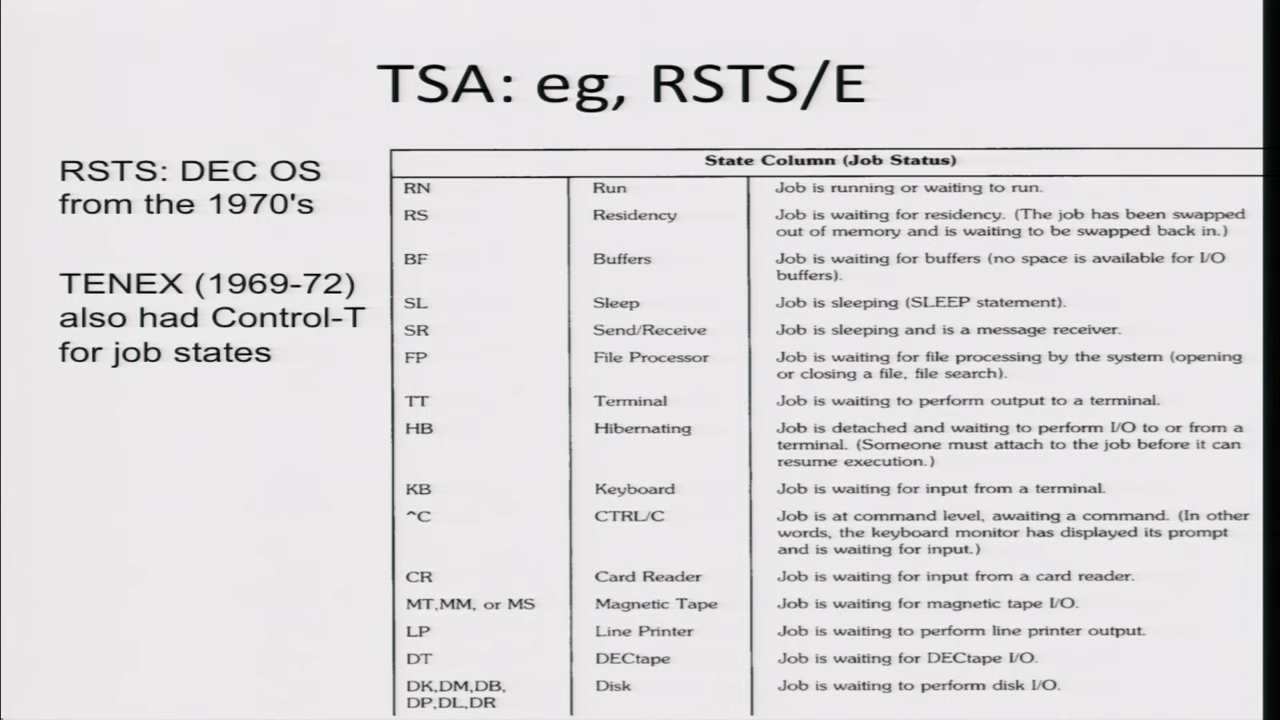 TSA: eg, RSTS/E
RSTS: DEC OS
from the 1970's
TENEX (1969-72)
also had Control-T
for job states
State Column (Job Status)
RN Run Job is running or waiting to run.
RS Residency Job is waiting for residency. (The job has been swapped
out of memory and is waiting to be swapped back in.)
BF Buffers Job is waiting for buffers (no space is available for I/O
buffers).
SL Sleep Job is sleeping (SLEEP statement).
SR Send/Receive Job is sleeping and is a message receiver.
FP File Processor Job is waiting for file processing by the system (opening
or closing a file, file search).
TT Terminal Job is waiting to perform output to a terminal.
HB Hibernating Job is detached and waiting to perform I/O to or from a
terminal. (Someone must attach to the job before it can
resume execution.)
KB Keyboard Job is waiting for input from a terminal.
^C CTRL/C Job is at command level, awaiting a command. (In other
words, the keyboard monitor has displayed its prompt
and is waiting for input.)
CR Card Reader Job is waiting for input from a card reader.
MT,MM, or MS Magnetic Tape Job is waiting for magnetic tape I/O.
LP Line Printer Job is waiting to perform line printer output.
DT DECtape Job is waiting for DECtape I/O.
DK,DM,DB, Disk Job is waiting to perform disk I/O.
DP,DL,DR